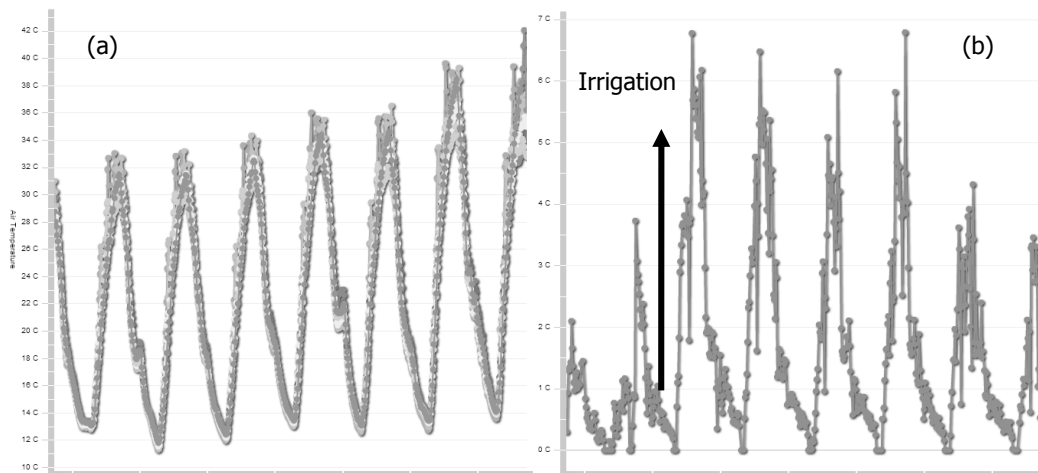 (a)
42 C
40 C
38 C
36 C
34 C
32 C
30 C
28 C
26 C
24 C
22 C
20 C
18 C
16 C
14 C
12 C
10 C
Air Temperature
(b)
Irrigation
7 C
6 C
5 C
4 C
3 C
2 C
1 C
0 C